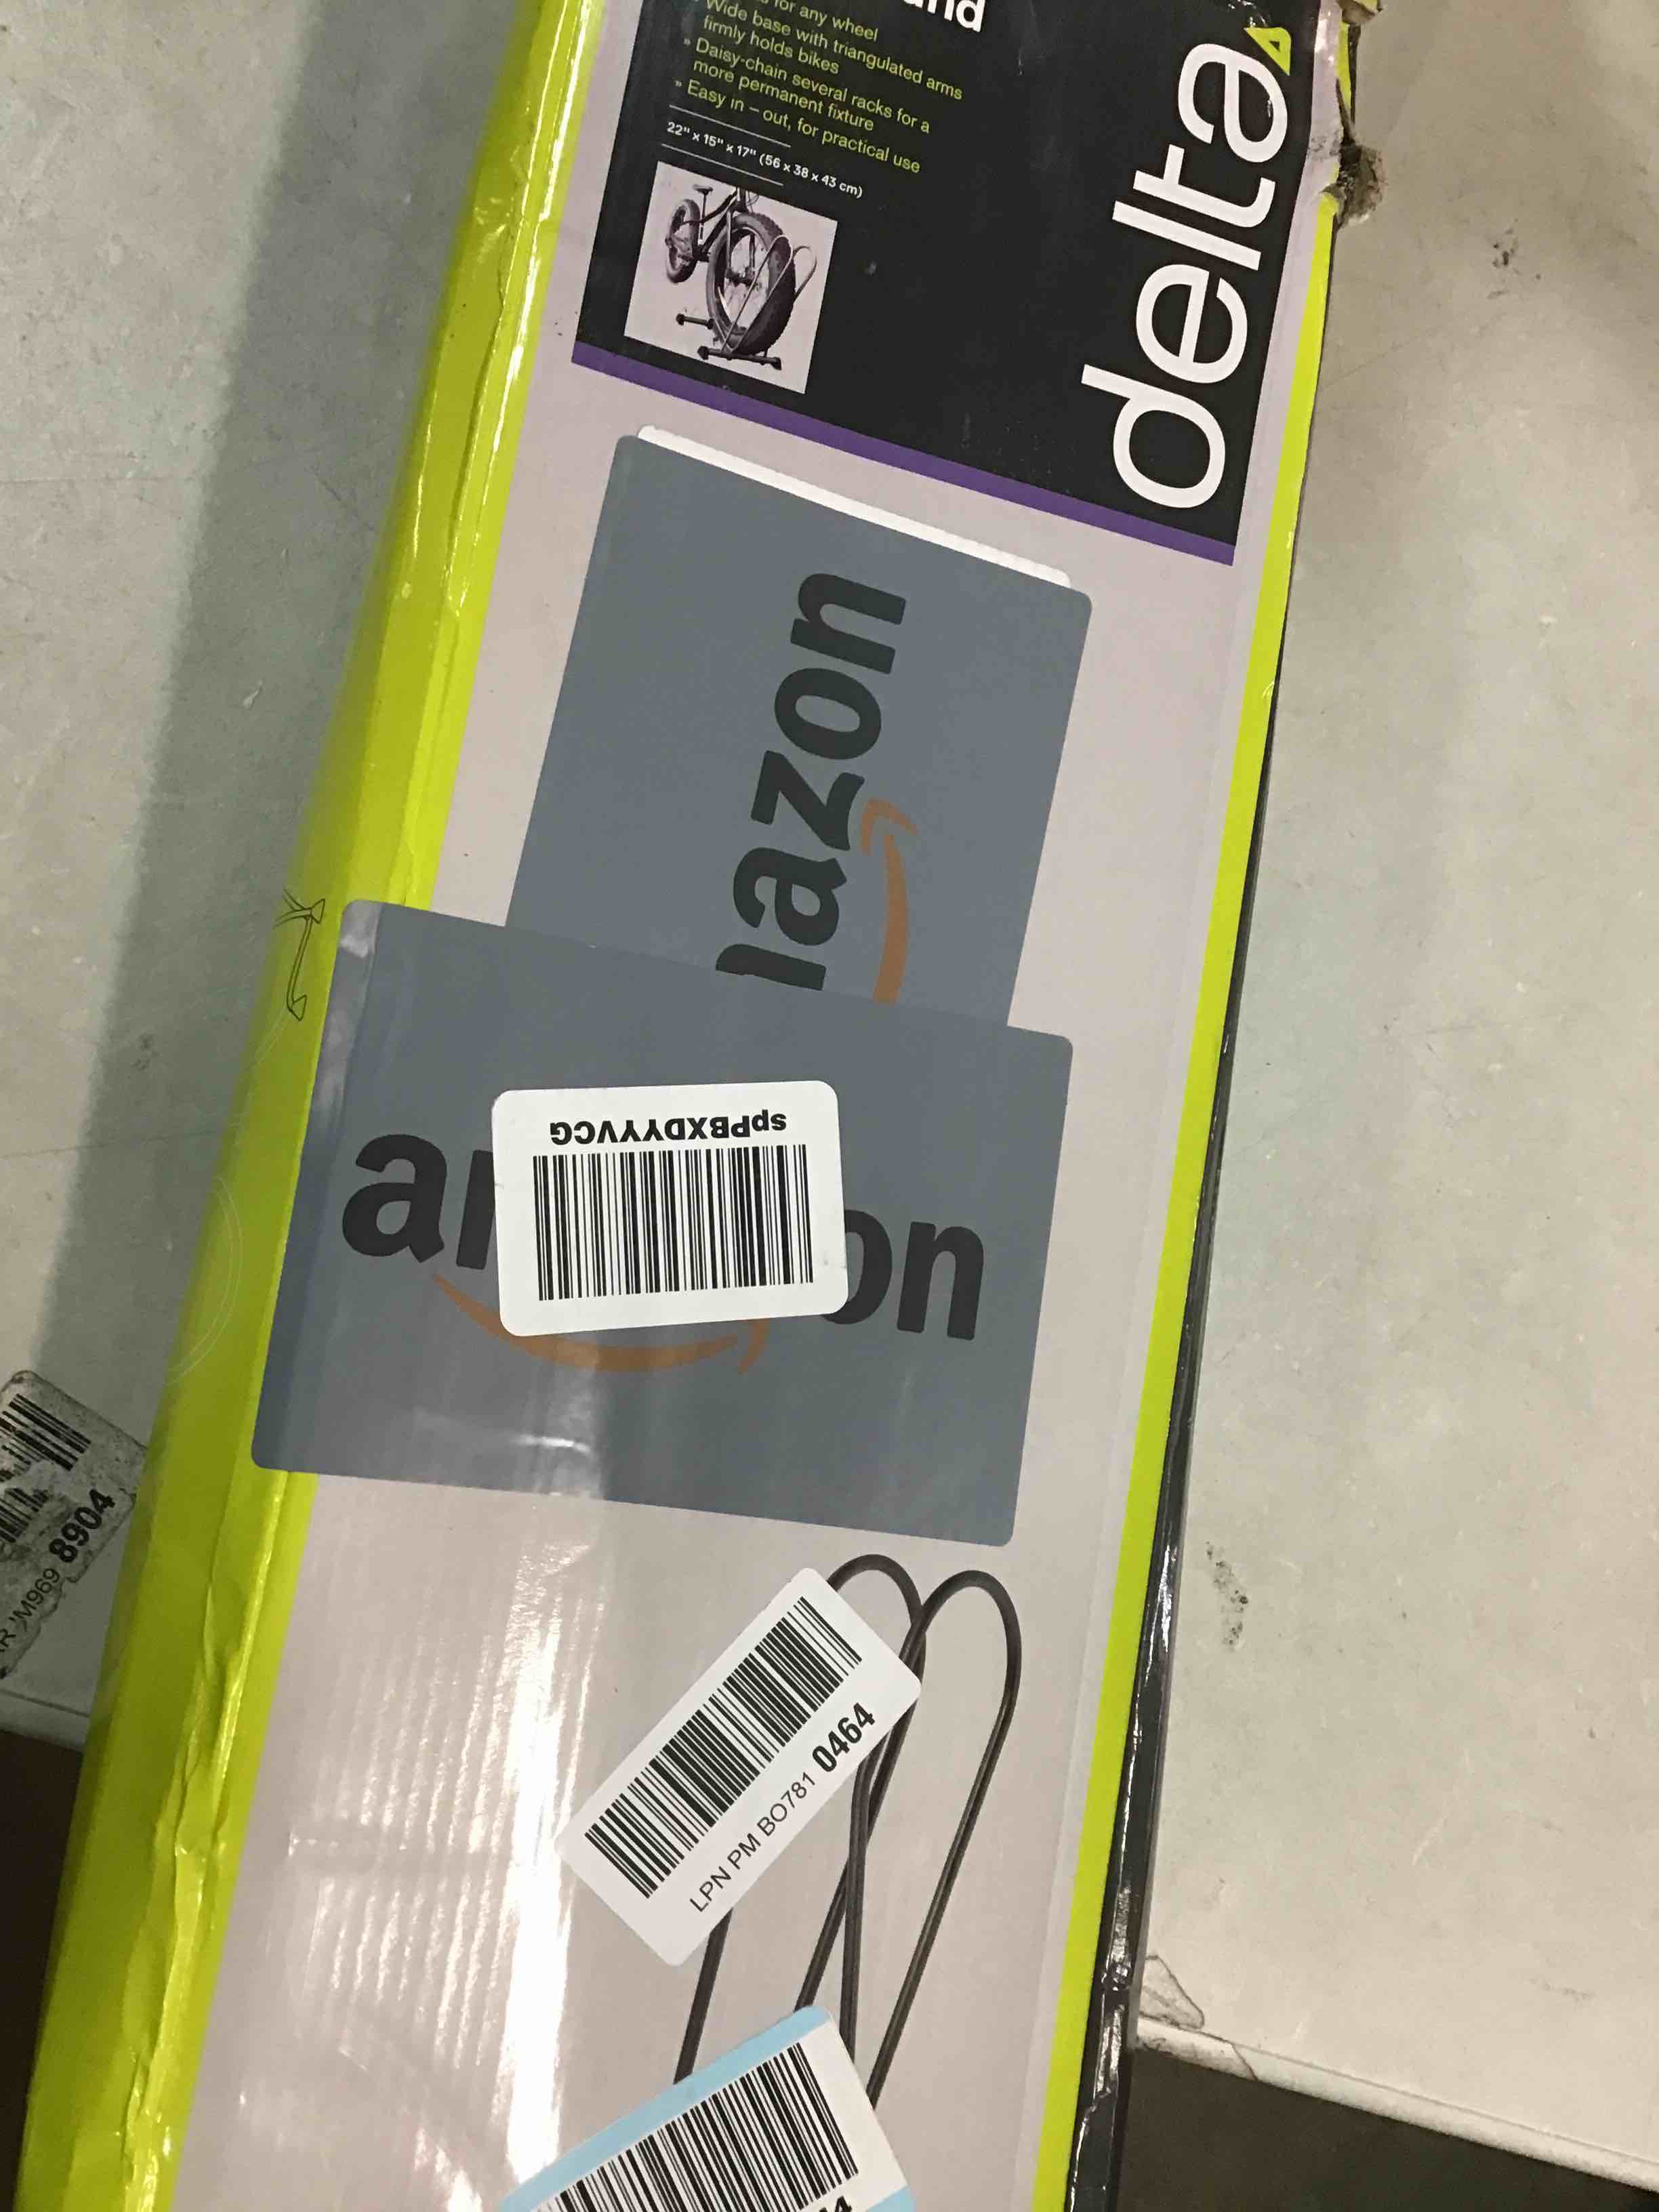 for any wheel
Wide base with triangulated arms
firmly holds bikes
» Daisy-chain several racks for a
more permanent fixture
» Easy in – out, for practical use
22" x 15" x 17" (56 x 38 x 43 cm)
delta
azon
spPBXDYYVCG
on
LPN PM BO781 0464
8904